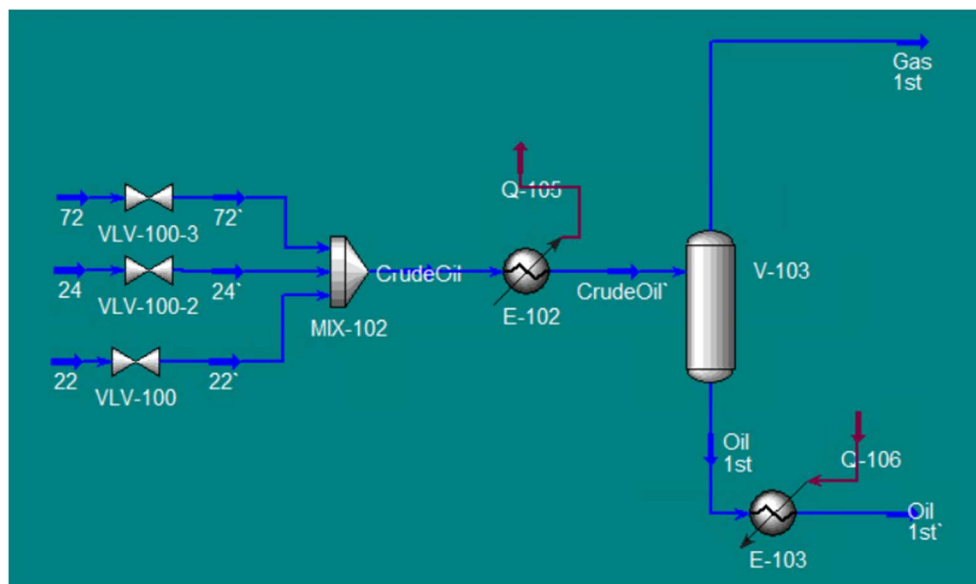 Gas
1st
Q-105
72
72`
VLV-100-3
24
24`
VLV-100-2
CrudeOil
CrudeOil`
V-103
MIX-102
E-102
22
22`
VLV-100
Oil
1st
Q-106
Oil
1st`
E-103